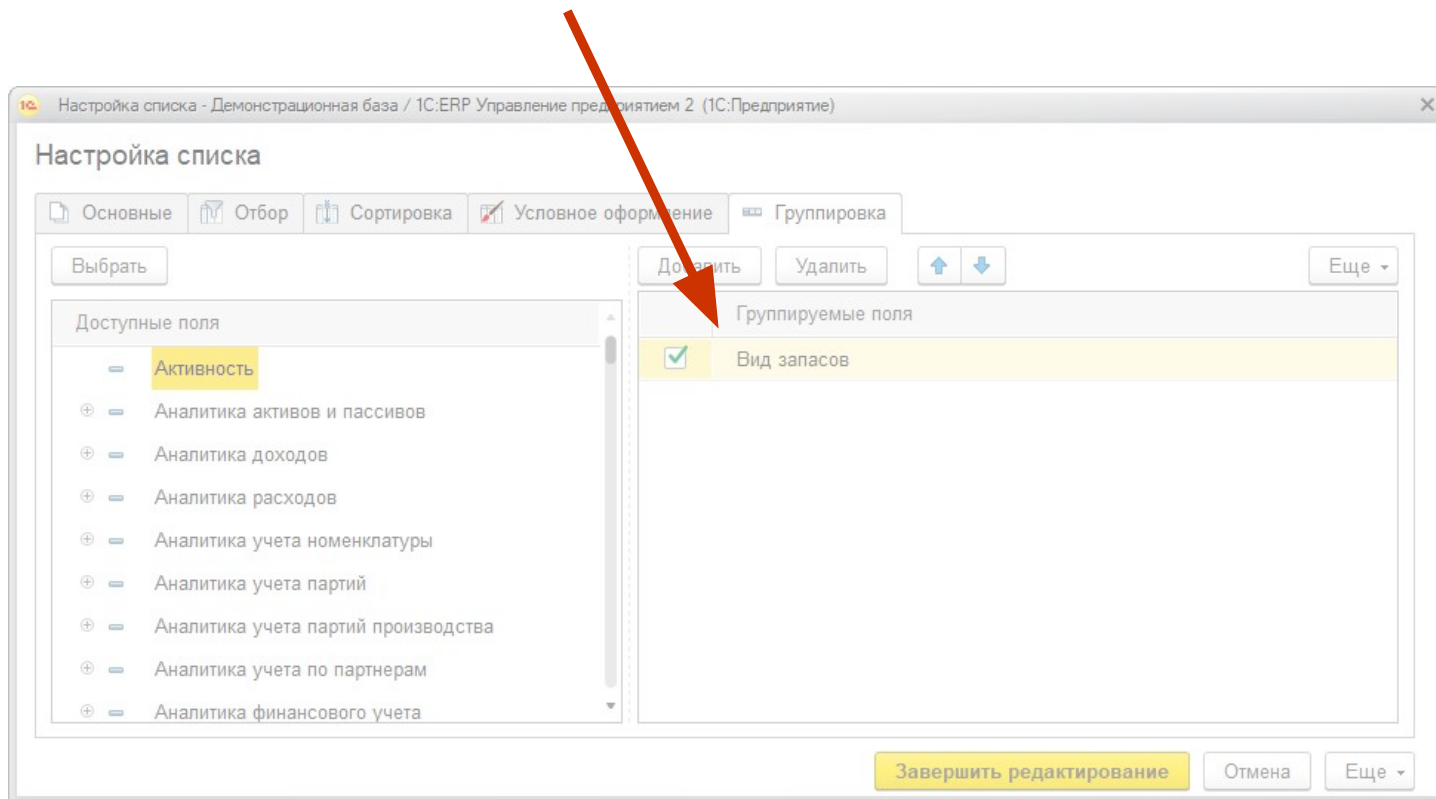 Настройка списка - Демонстрационная база / 1С:ERP Управление предприятием 2 (1С:Предприятие)
Настройка списка
Основные Отбор Сортировка Условное оформление Группировка
Выбрать Добавить Удалить Еще
Доступные поля
Группируемые поля
Активность
Вид запасов
Аналитика активов и пассивов
Аналитика доходов
Аналитика расходов
Аналитика учета номенклатуры
Аналитика учета партий
Аналитика учета партий производства
Аналитика учета по партнерам
Аналитика финансового учета
Завершить редактирование Отмена Еще